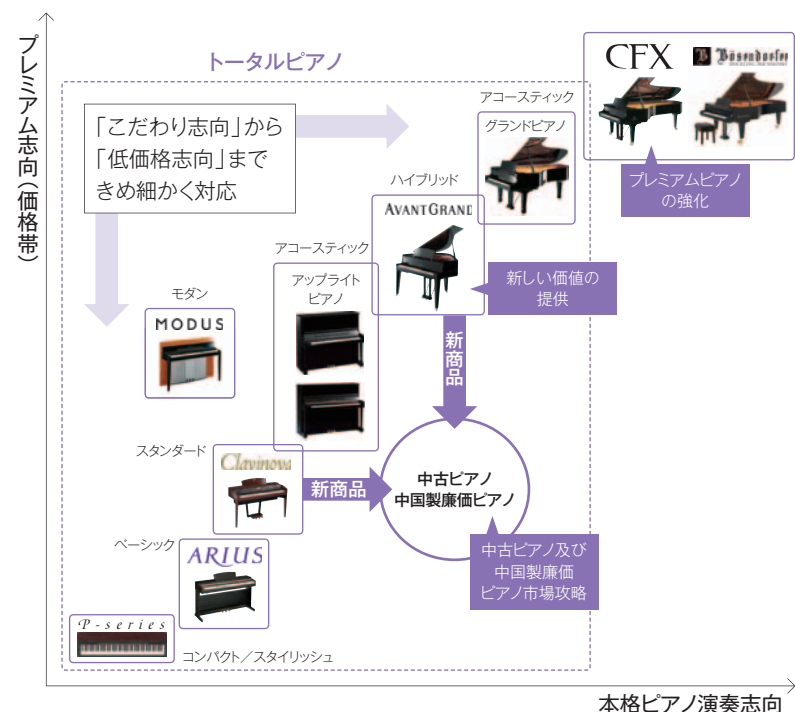 プレミアム志向(価格帯)
トータルピアノ
「こだわり志向」から
「低価格志向」まで
きめ細かく対応
CFX
Bösendorfer
プレミアムピアノ
の強化
アコースティック
グランドピアノ
ハイブリッド
AVANTGRAND
新しい価値の
提供
アコースティック
アップライト
ピアノ
モダン
MODUS
新商品
スタンダード
Clavinova
新商品
中古ピアノ
中国製廉価ピアノ
中古ピアノ及び
中国製廉価
ピアノ市場攻略
ベーシック
ARIUS
P-series
コンパクト／スタイリッシュ
本格ピアノ演奏志向